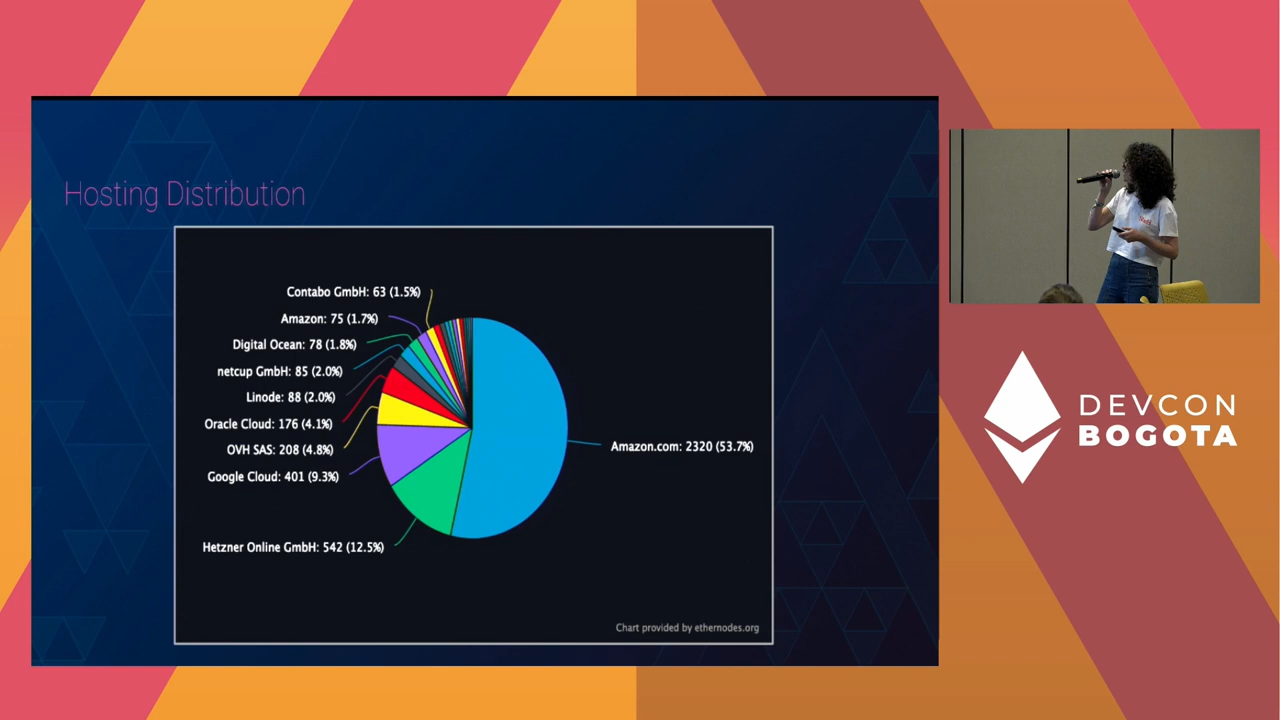 Hosting Distribution
Contabo GmbH: 63 (1.5%)
Amazon: 75 (1.7%)
Digital Ocean: 78 (1.8%)
netcup GmbH: 85 (2.0%)
Linode: 88 (2.0%)
Oracle Cloud: 176 (4.1%)
OVH SAS: 208 (4.8%)
Google Cloud: 401 (9.3%)
Hetzner Online GmbH: 542 (12.5%)
Amazon.com: 2320 (53.7%)
Chart provided by ethernodes.org
DEVCON
BOGOTA